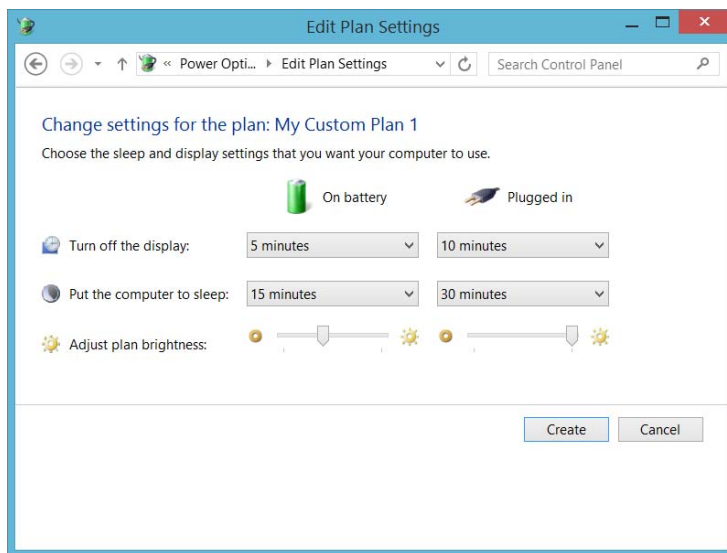 Edit Plan Settings
« Power Opti... Edit Plan Settings Search Control Panel
Change settings for the plan: My Custom Plan 1
Choose the sleep and display settings that you want your computer to use.
On battery Plugged in
Turn off the display: 5 minutes 10 minutes
Put the computer to sleep: 15 minutes 30 minutes
Adjust plan brightness:
Create Cancel